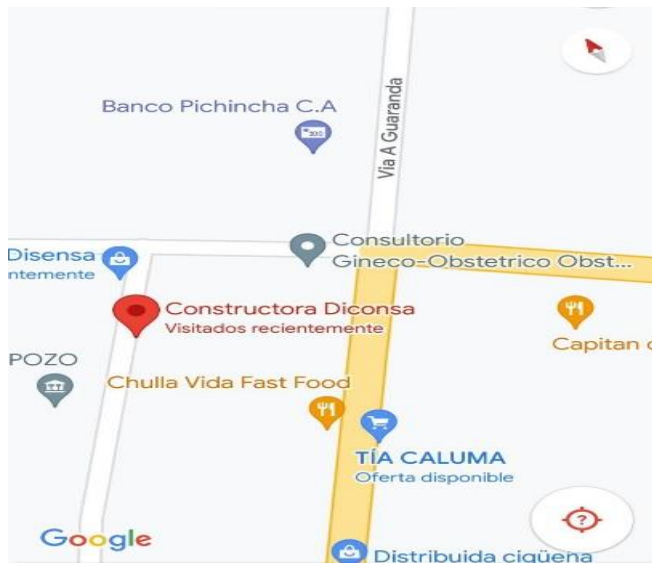 Banco Pichincha C.A
Via A Guaranda
Disensa
ntemente
Consultorio
Gineco-Obstetrico Obst...
Constructora Diconsa
Visitados recientemente
Capitan
POZO
Chulla Vida Fast Food
TÍA CALUMA
Oferta disponible
Google
Distribuida cigüena